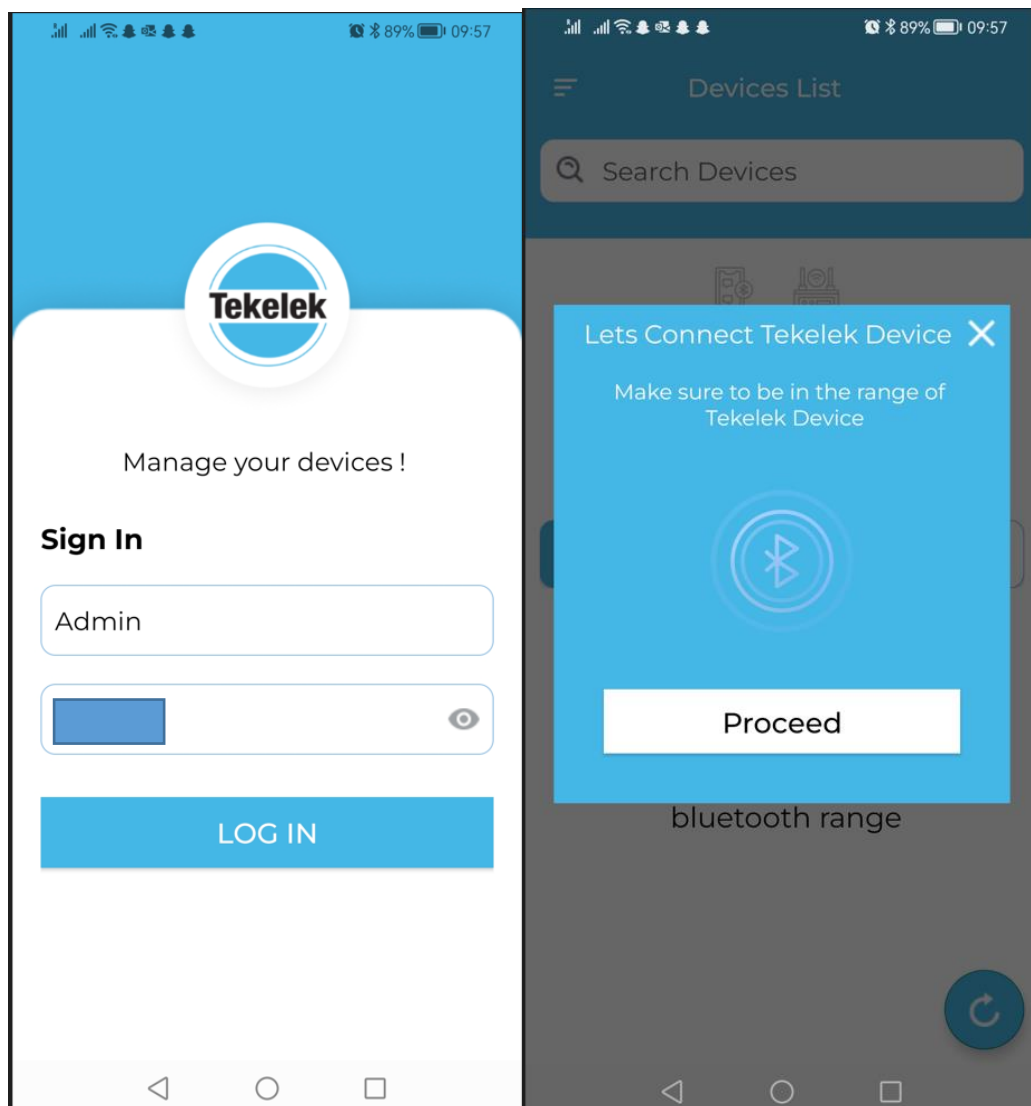 89% 09:57
Tekelek
Manage your devices !
Sign In
Admin
LOG IN
89% 09:57
Devices List
Search Devices
Lets Connect Tekelek Device
Make sure to be in the range of
Tekelek Device
Proceed
bluetooth range